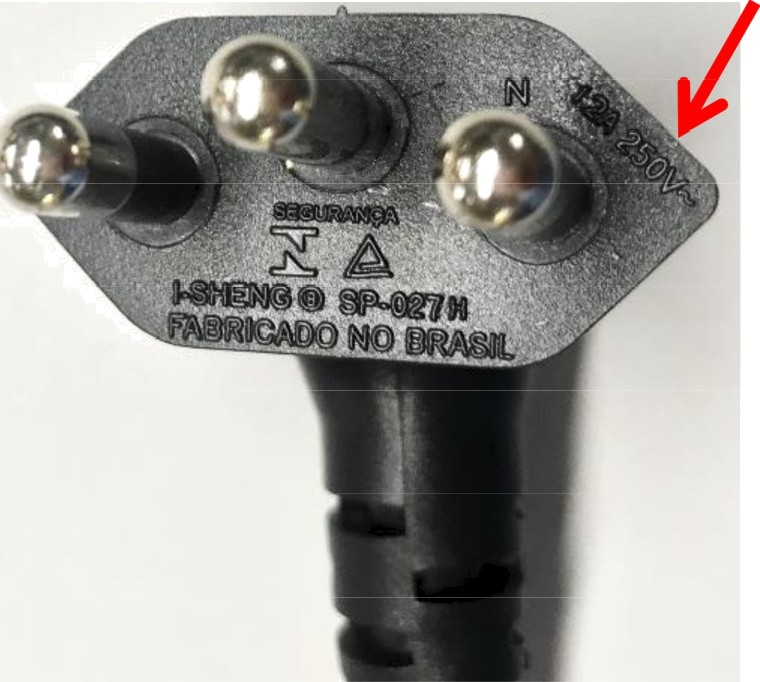 N
12A 250V~
SEGURANÇA
I-SHENG ® SP-027H
FABRICADO NO BRASIL